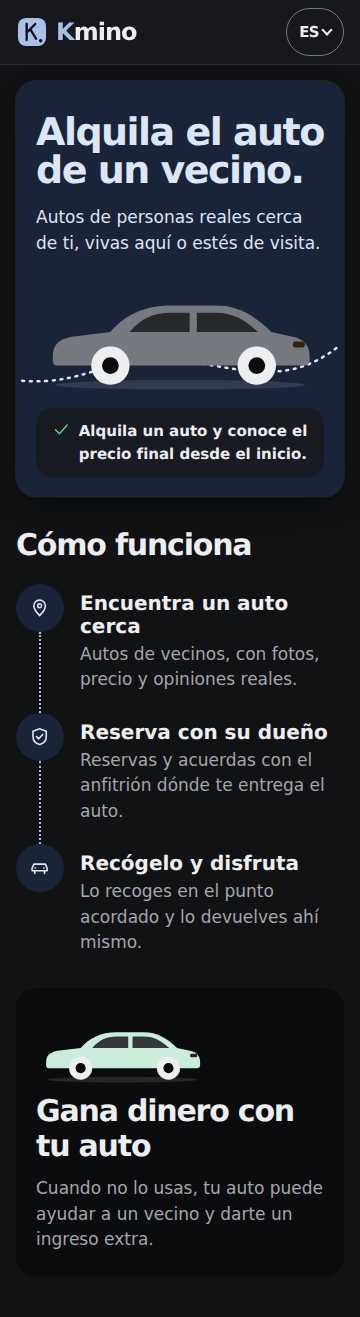 K.
Kmino
ES
Alquila el auto
de un vecino.
Autos de personas reales cerca
de ti, vivas aquí o estés de visita.
Alquila un auto y conoce el
precio final desde el inicio.
Cómo funciona
Encuentra un auto
cerca
Autos de vecinos, con fotos,
precio y opiniones reales.
Reserva con su dueño
Reservas y acuerdas con el
anfitrión dónde te entrega el
auto.
Recógelo y disfruta
Lo recoges en el punto
acordado y lo devuelves ahí
mismo.
Gana dinero con
tu auto
Cuando no lo usas, tu auto puede
ayudar a un vecino y darte un
ingreso extra.